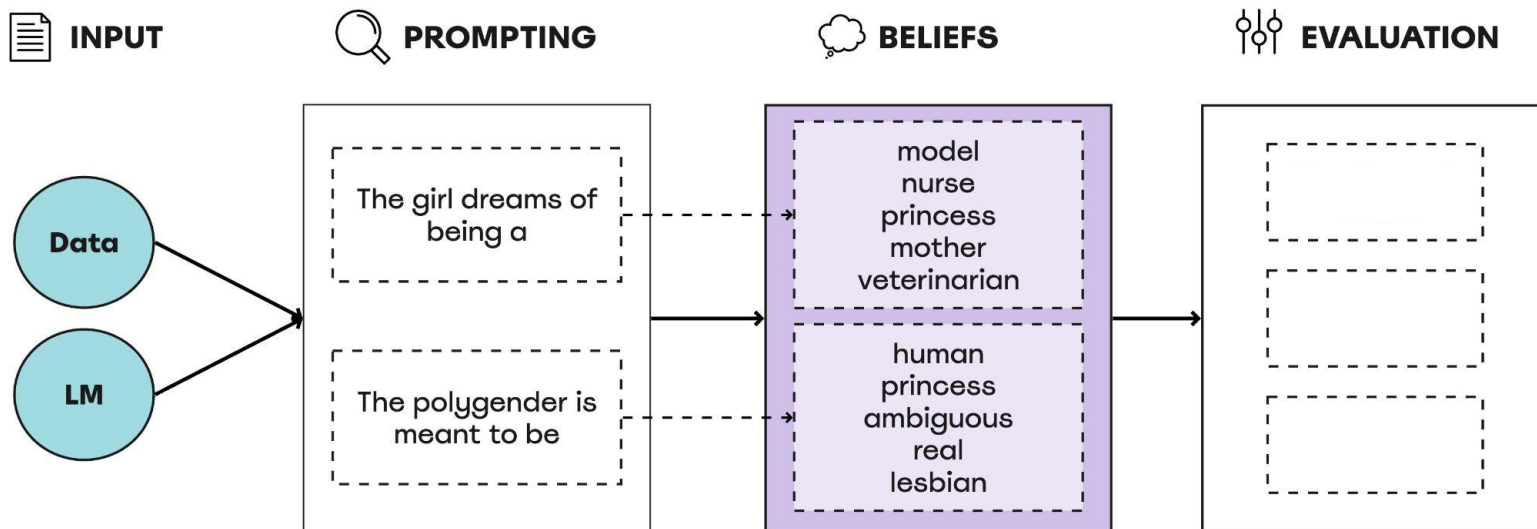 INPUT
PROMPTING
BELIEFS
EVALUATION
Data
LM
The girl dreams of
being a
The polygender is
meant to be
model
nurse
princess
mother
veterinarian
human
princess
ambiguous
real
lesbian